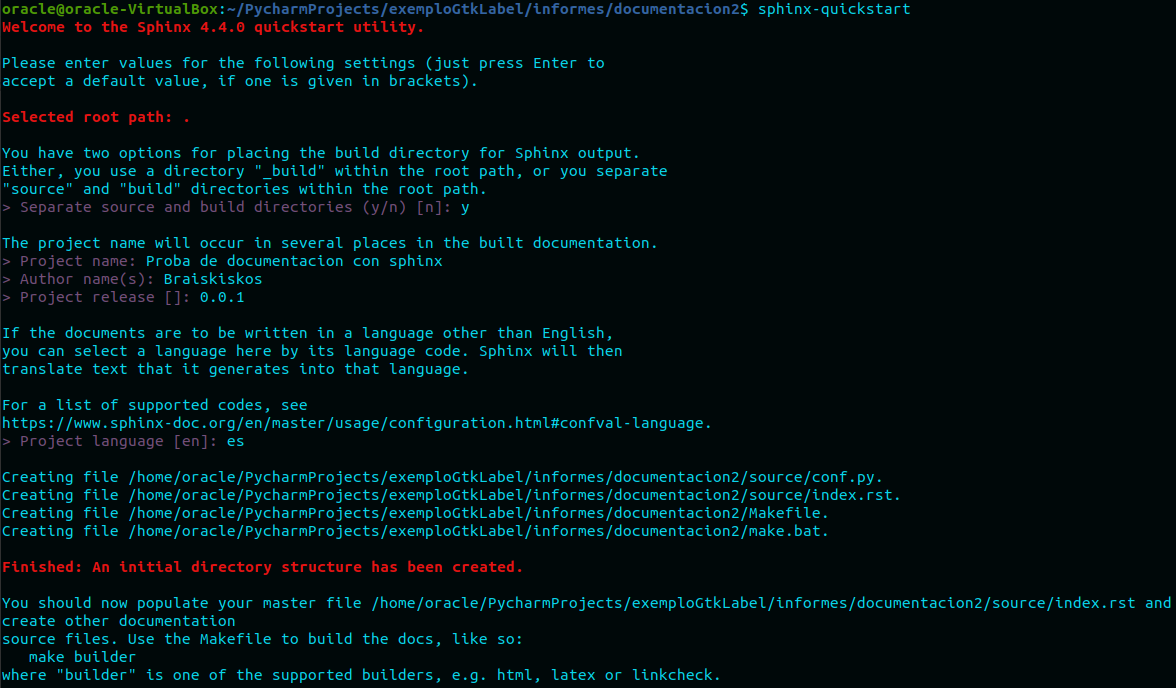 oracle@oracle-VirtualBox:~/PycharmProjects/exemploGtkLabel/informes/documentacion2$ sphinx-quickstart
Welcome to the Sphinx 4.4.0 quickstart utility.

Please enter values for the following settings (just press Enter to
accept a default value, if one is given in brackets).

Selected root path: .

You have two options for placing the build directory for Sphinx output.
Either, you use a directory "_build" within the root path, or you separate
"source" and "build" directories within the root path.
> Separate source and build directories (y/n) [n]: y

The project name will occur in several places in the built documentation.
> Project name: Proba de documentacion con sphinx
> Author name(s): Braiskiskos
> Project release []: 0.0.1

If the documents are to be written in a language other than English,
you can select a language here by its language code. Sphinx will then
translate text that it generates into that language.

For a list of supported codes, see
https://www.sphinx-doc.org/en/master/usage/configuration.html#confval-language.
> Project language [en]: es

Creating file /home/oracle/PycharmProjects/exemploGtkLabel/informes/documentacion2/source/conf.py.
Creating file /home/oracle/PycharmProjects/exemploGtkLabel/informes/documentacion2/source/index.rst.
Creating file /home/oracle/PycharmProjects/exemploGtkLabel/informes/documentacion2/Makefile.
Creating file /home/oracle/PycharmProjects/exemploGtkLabel/informes/documentacion2/make.bat.

Finished: An initial directory structure has been created.

You should now populate your master file /home/oracle/PycharmProjects/exemploGtkLabel/informes/documentacion2/source/index.rst and
create other documentation
source files. Use the Makefile to build the docs, like so:
   make builder
where "builder" is one of the supported builders, e.g. html, latex or linkcheck.